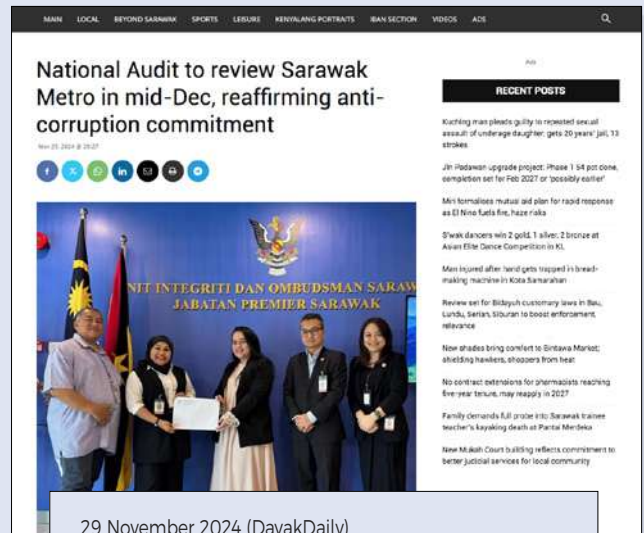 MAIN LOCAL BEYOND SARAWAK SPORTS LEISURE KENYALANG PORTRAITS IBAN SECTION VIDEOS ADS
National Audit to review Sarawak
Metro in mid-Dec, reaffirming anti-
corruption commitment
UNIT INTEGRITI DAN OMBUDSMAN SARAW
JABATAN PREMIER SARAWAK
29 November 2024 (DayakDaily)
Ads
RECENT POSTS
Kuching man pleads guilty to repeated sexual
assault of underage daughter; gets 20 years' jail, 13
strokes
Jln Padawan upgrade project: Phase 1 54 pct done,
completion set for Feb 2027 or 'possibly earlier'
Miri formalises mutual aid plan for rapid response
as El Nino fuels fire, haze risks
S'wak dancers win 2 gold, 1 silver, 2 bronze at
Asian Elite Dance Competition in KL
Man injured after hand gets trapped in bread-
making machine in Kota Samarahan
Review set for Bidayuh customary laws in Bau,
Lundu, Serian, Siburan to boost enforcement,
relevance
New shades bring comfort to Bintawa Market;
shielding hawkers, shoppers from heat
No contract extensions for pharmacists reaching
five-year tenure, may reapply in 2027
Family demands full probe into Sarawak trainee
teacher's kayaking death at Pantai Merdeka
New Mukah Court building reflects commitment to
better judicial services for local community